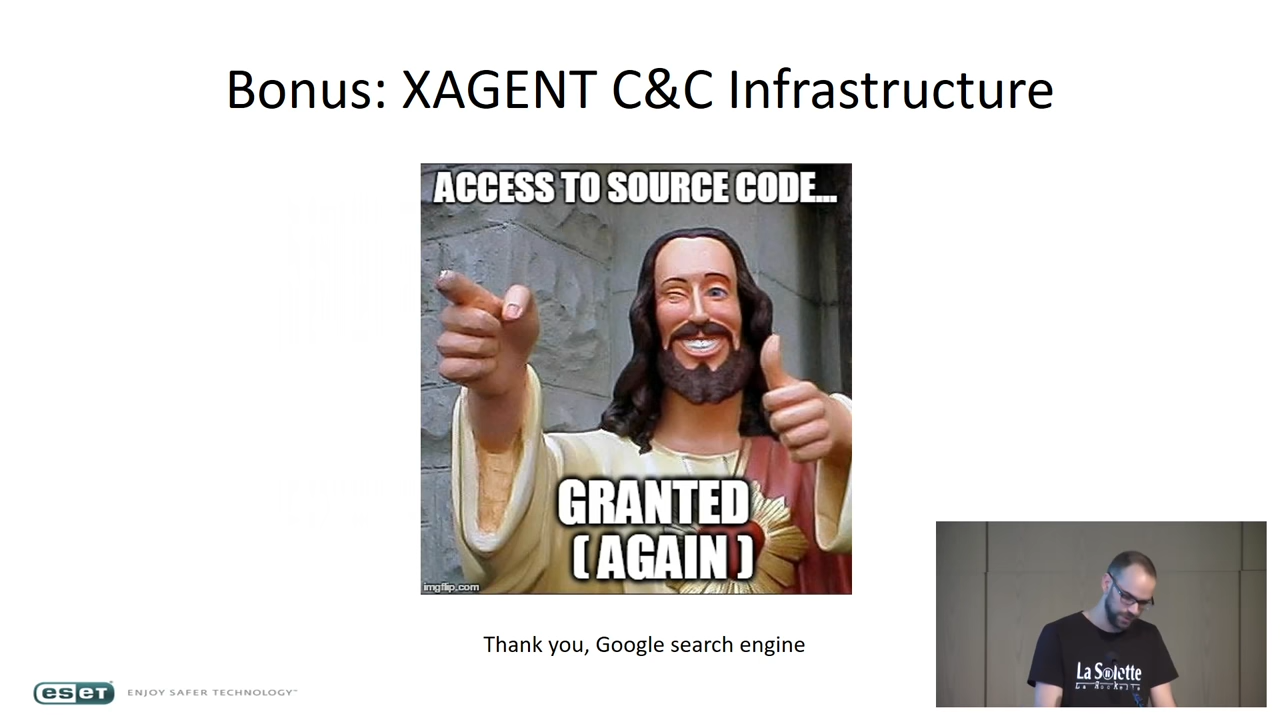 Bonus: XAGENT C&C Infrastructure
ACCESS TO SOURCE CODE...
GRANTED
( AGAIN )
imgflip.com
Thank you, Google search engine
eseT ENJOY SAFER TECHNOLOGY™
La Solette